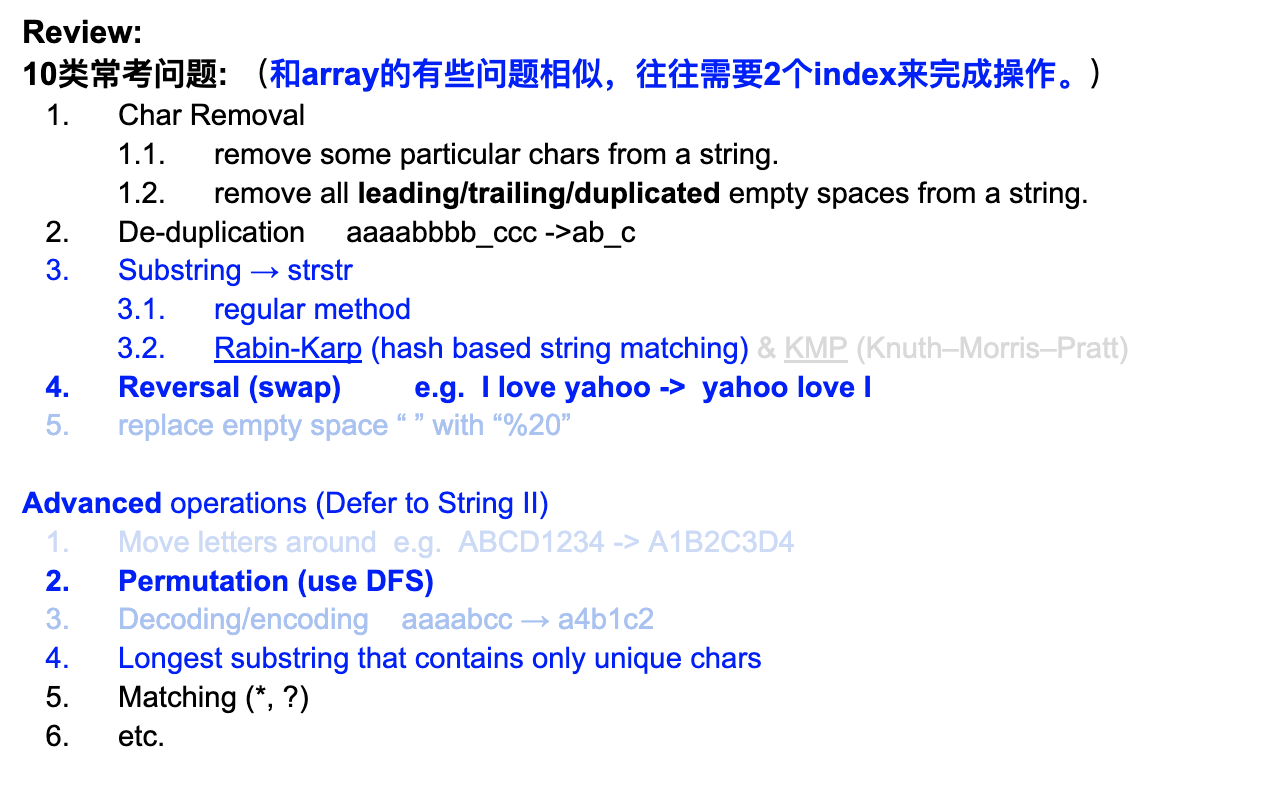 Review:
10类常考问题: （和array的有些问题相似，往往需要2个index来完成操作。）
1. Char Removal
1.1. remove some particular chars from a string.
1.2. remove all leading/trailing/duplicated empty spaces from a string.
2. De-duplication aaaabbbb_ccc ->ab_c
3. Substring → strstr
3.1. regular method
3.2. Rabin-Karp (hash based string matching) & KMP (Knuth–Morris–Pratt)
4. Reversal (swap) e.g. I love yahoo -> yahoo love I
5. replace empty space “ ” with “%20”
Advanced operations (Defer to String II)
1. Move letters around e.g. ABCD1234 -> A1B2C3D4
2. Permutation (use DFS)
3. Decoding/encoding aaaabcc → a4b1c2
4. Longest substring that contains only unique chars
5. Matching (*, ?)
6. etc.